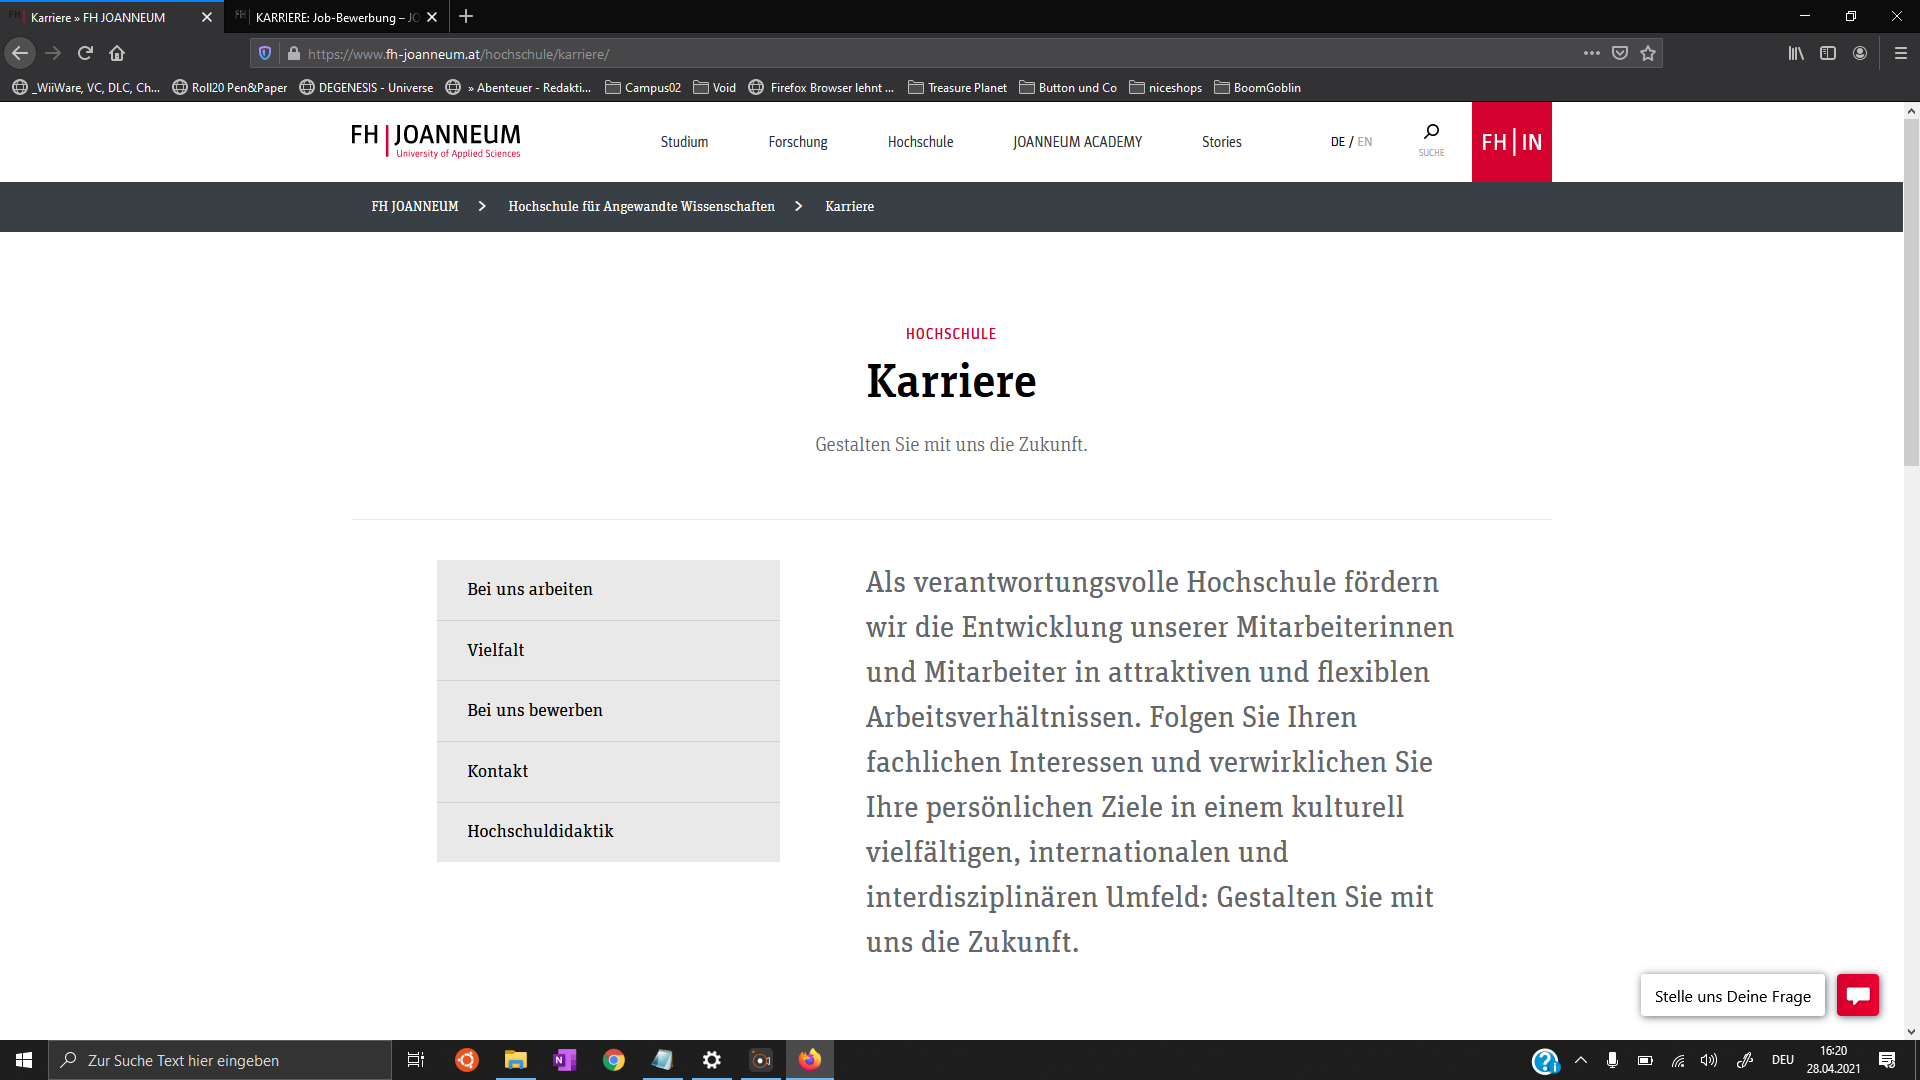 Karriere » FH JOANNEUM
KARRIERE: Job-Bewerbung – JO
https://www.fh-joanneum.at/hochschule/karriere/
_WiiWare, VC, DLC, Ch...
Roll20 Pen&Paper
DEGENESIS - Universe
» Abenteuer - Redakti...
Campus02
Void
Firefox Browser lehnt ...
Treasure Planet
Button und Co
niceshops
BoomGoblin
FH | JOANNEUM
University of Applied Sciences
Studium
Forschung
Hochschule
JOANNEUM ACADEMY
Stories
DE / EN
SUCHE
FH | IN
FH JOANNEUM
Hochschule für Angewandte Wissenschaften
Karriere
HOCHSCHULE
Karriere
Gestalten Sie mit uns die Zukunft.
Bei uns arbeiten
Vielfalt
Bei uns bewerben
Kontakt
Hochschuldidaktik
Als verantwortungsvolle Hochschule fördern
wir die Entwicklung unserer Mitarbeiterinnen
und Mitarbeiter in attraktiven und flexiblen
Arbeitsverhältnissen. Folgen Sie Ihren
fachlichen Interessen und verwirklichen Sie
Ihre persönlichen Ziele in einem kulturell
vielfältigen, internationalen und
interdisziplinären Umfeld: Gestalten Sie mit
uns die Zukunft.
Stelle uns Deine Frage
Zur Suche Text hier eingeben
DEU
16:20
28.04.2021